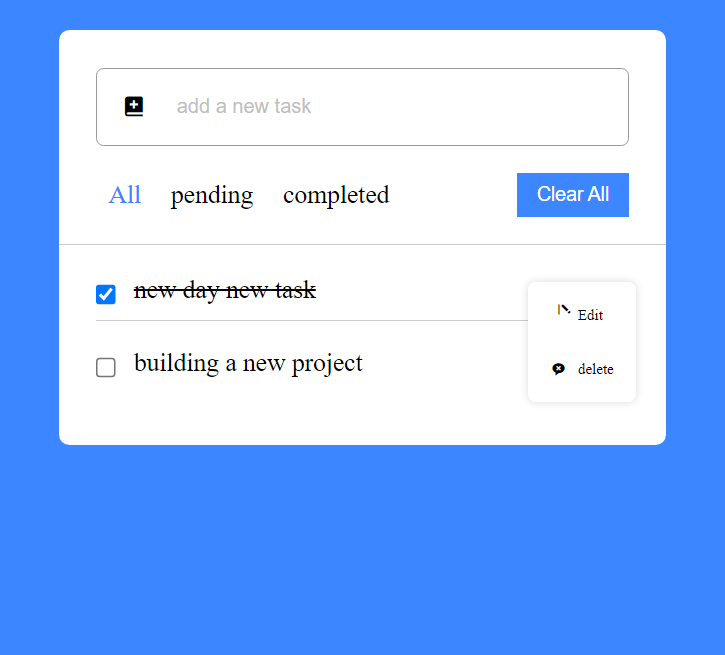 add a new task
All pending completed Clear All
new day new task
Edit
building a new project
delete